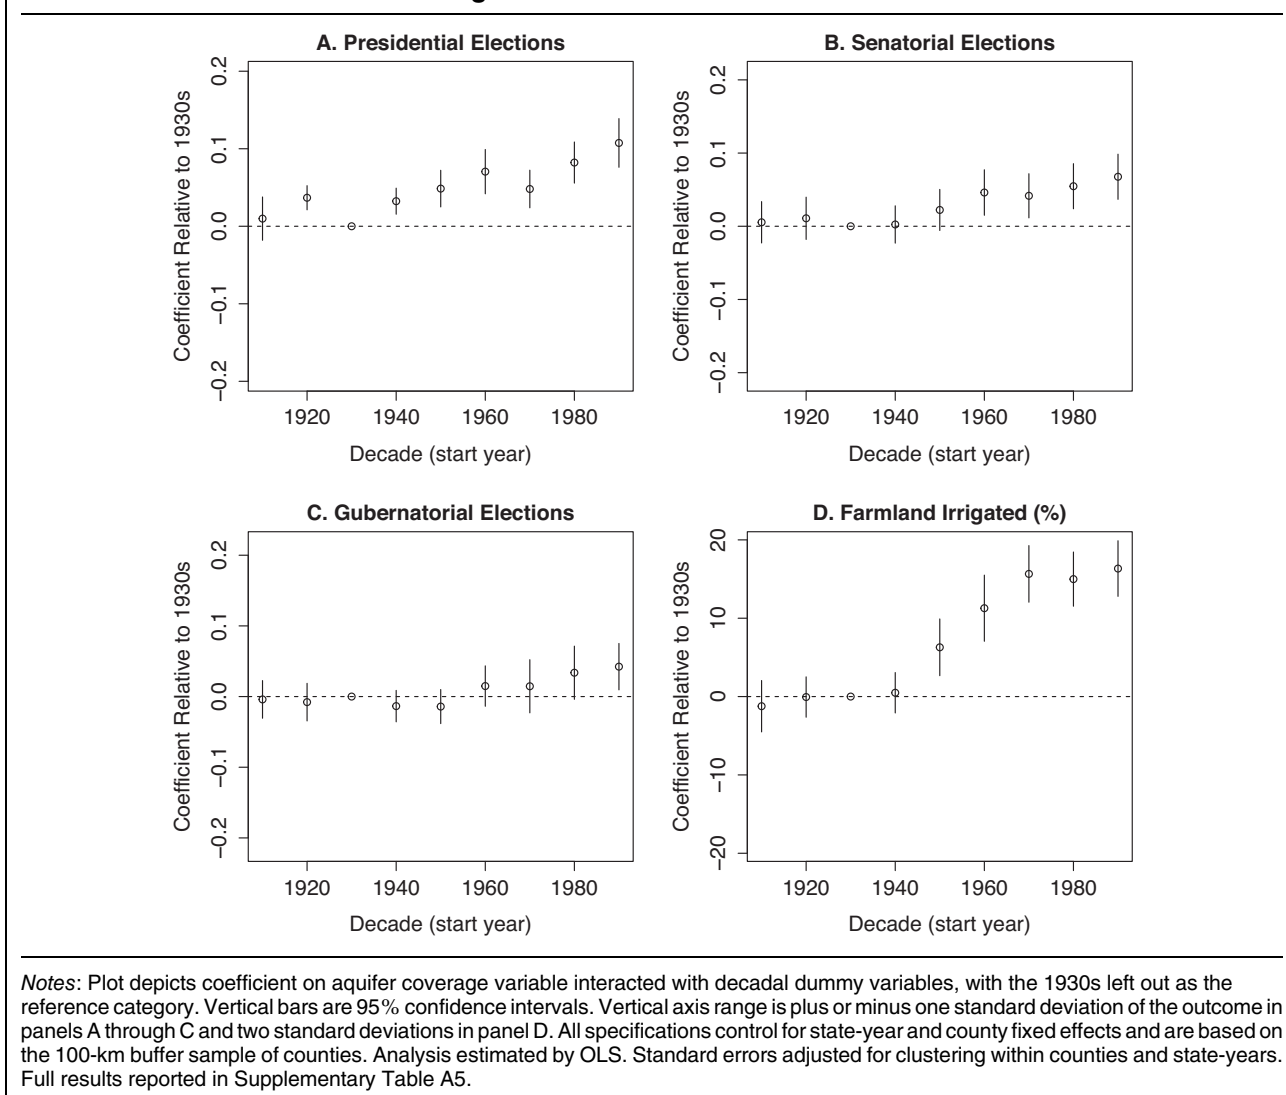 A. Presidential Elections
Coefficient Relative to 1930s
0.2
0.1
0.0
−0.1
−0.2
1920 1940 1960 1980
Decade (start year)
B. Senatorial Elections
Coefficient Relative to 1930s
0.2
0.1
0.0
−0.1
−0.2
1920 1940 1960 1980
Decade (start year)
C. Gubernatorial Elections
Coefficient Relative to 1930s
0.2
0.1
0.0
−0.1
−0.2
1920 1940 1960 1980
Decade (start year)
D. Farmland Irrigated (%)
Coefficient Relative to 1930s
20
10
0
−10
−20
1920 1940 1960 1980
Decade (start year)
Notes: Plot depicts coefficient on aquifer coverage variable interacted with decadal dummy variables, with the 1930s left out as the
reference category. Vertical bars are 95% confidence intervals. Vertical axis range is plus or minus one standard deviation of the outcome in
panels A through C and two standard deviations in panel D. All specifications control for state-year and county fixed effects and are based on
the 100-km buffer sample of counties. Analysis estimated by OLS. Standard errors adjusted for clustering within counties and state-years.
Full results reported in Supplementary Table A5.